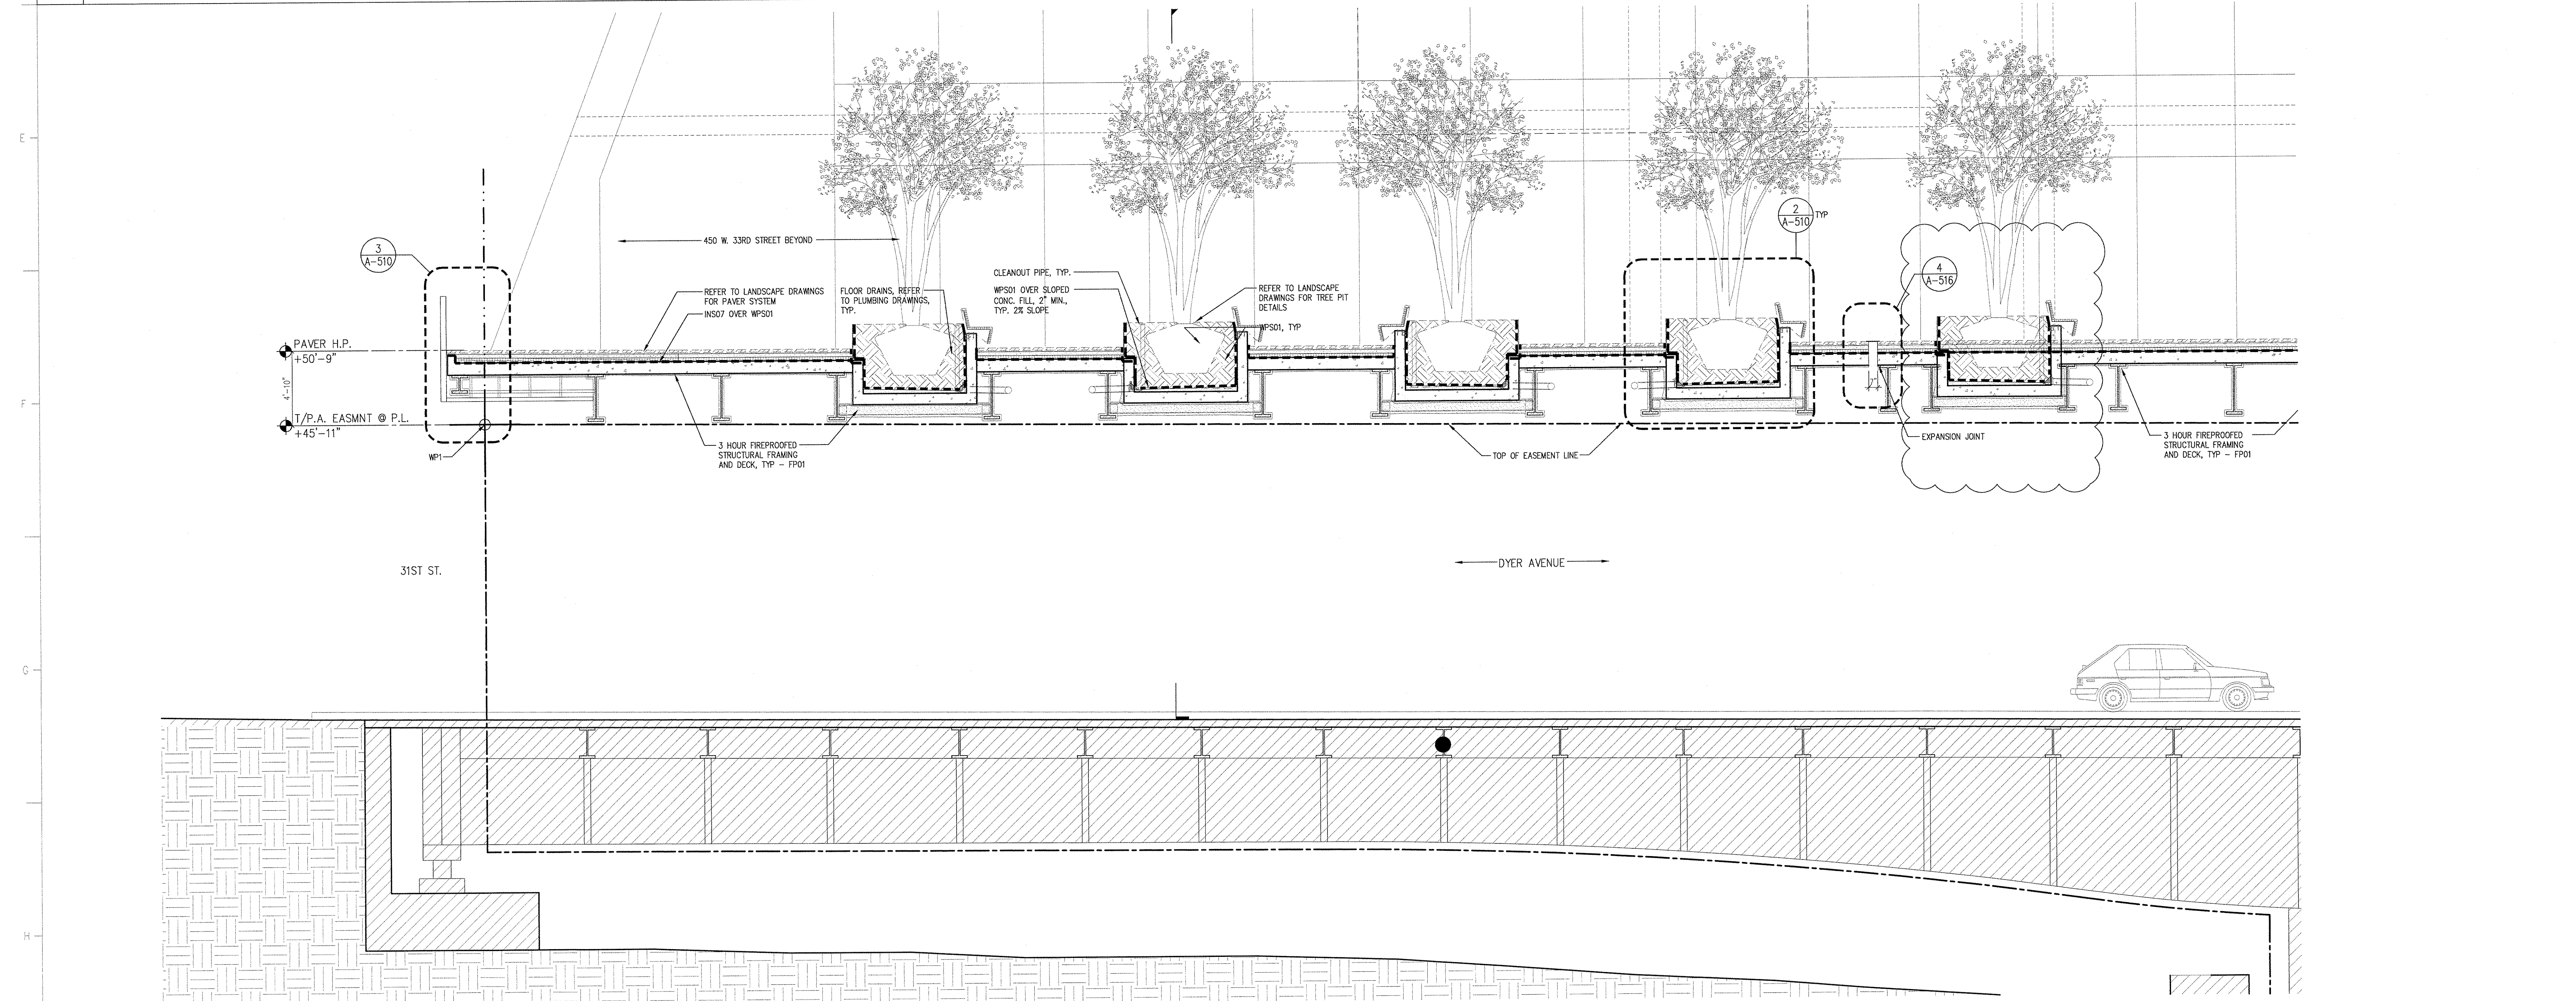 E
F
G
H
2
A-510
TYP
3
A-510
450 W. 33RD STREET BEYOND
4
A-516
CLEANOUT PIPE, TYP.
WPS01 OVER SLOPED
CONC. FILL, 2" MIN.,
TYP. 2% SLOPE
REFER TO LANDSCAPE
DRAWINGS FOR TREE PIT
DETAILS
WPS01, TYP
REFER TO LANDSCAPE DRAWINGS
FOR PAVER SYSTEM
INS07 OVER WPS01
FLOOR DRAINS, REFER
TO PLUMBING DRAWINGS,
TYP.
PAVER H.P.
+50'-9"
4'-10"
T/P.A. EASMNT @ P.L.
+45'-11"
WP1
3 HOUR FIREPROOFED
STRUCTURAL FRAMING
AND DECK, TYP - FP01
TOP OF EASEMENT LINE
EXPANSION JOINT
3 HOUR FIREPROOFED
STRUCTURAL FRAMING
AND DECK, TYP - FP01
31ST ST.
DYER AVENUE